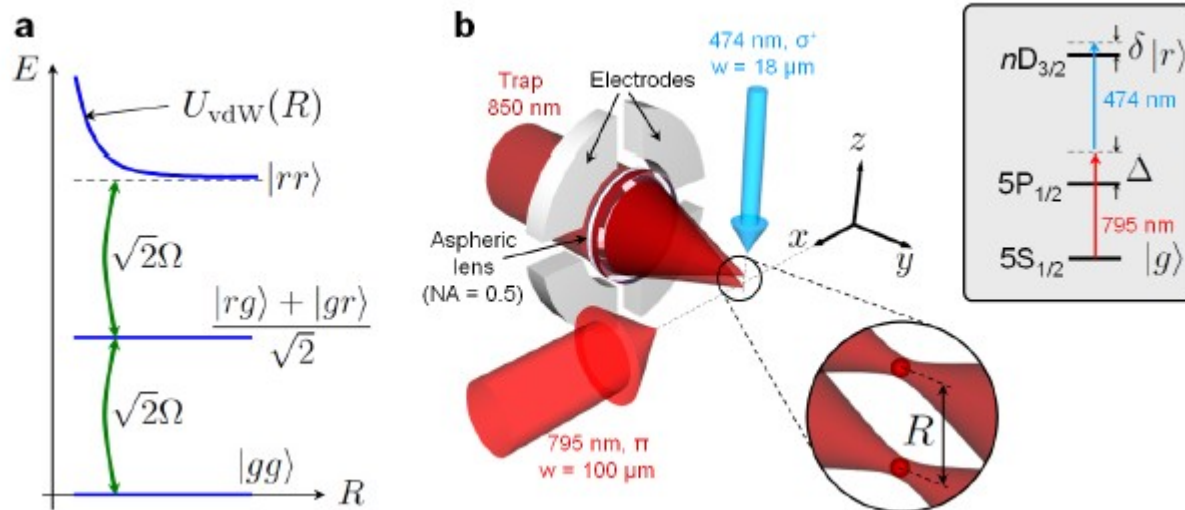 a
E
U_vdW(R)
|rr⟩
√2Ω
|rg⟩ + |gr⟩
√2
√2Ω
|gg⟩
R
b
474 nm, σ⁺
w = 18 µm
Electrodes
Trap
850 nm
Aspheric
lens
(NA = 0.5)
z
x
y
795 nm, π
w = 100 µm
R
nD₃/₂
δ |r⟩
474 nm
5P₁/₂
Δ
795 nm
5S₁/₂
|g⟩